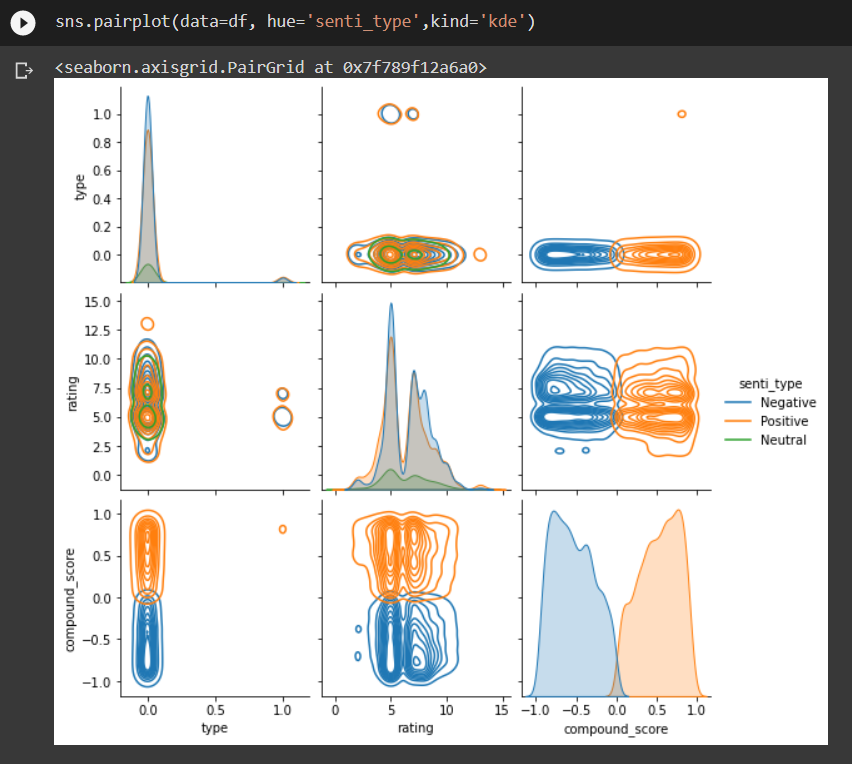 sns.pairplot(data=df, hue='senti_type',kind='kde')
<seaborn.axisgrid.PairGrid at 0x7f789f12a6a0>
1.0
0.8
0.6
0.4
0.2
0.0
type
15.0
12.5
10.0
7.5
5.0
2.5
0.0
rating
senti_type
Negative
Positive
Neutral
1.0
0.5
0.0
−0.5
−1.0
compound_score
0.0 1.0
type
0 5 10 15
rating
−1.0 −0.5 0.0 0.5 1.0
compound_score